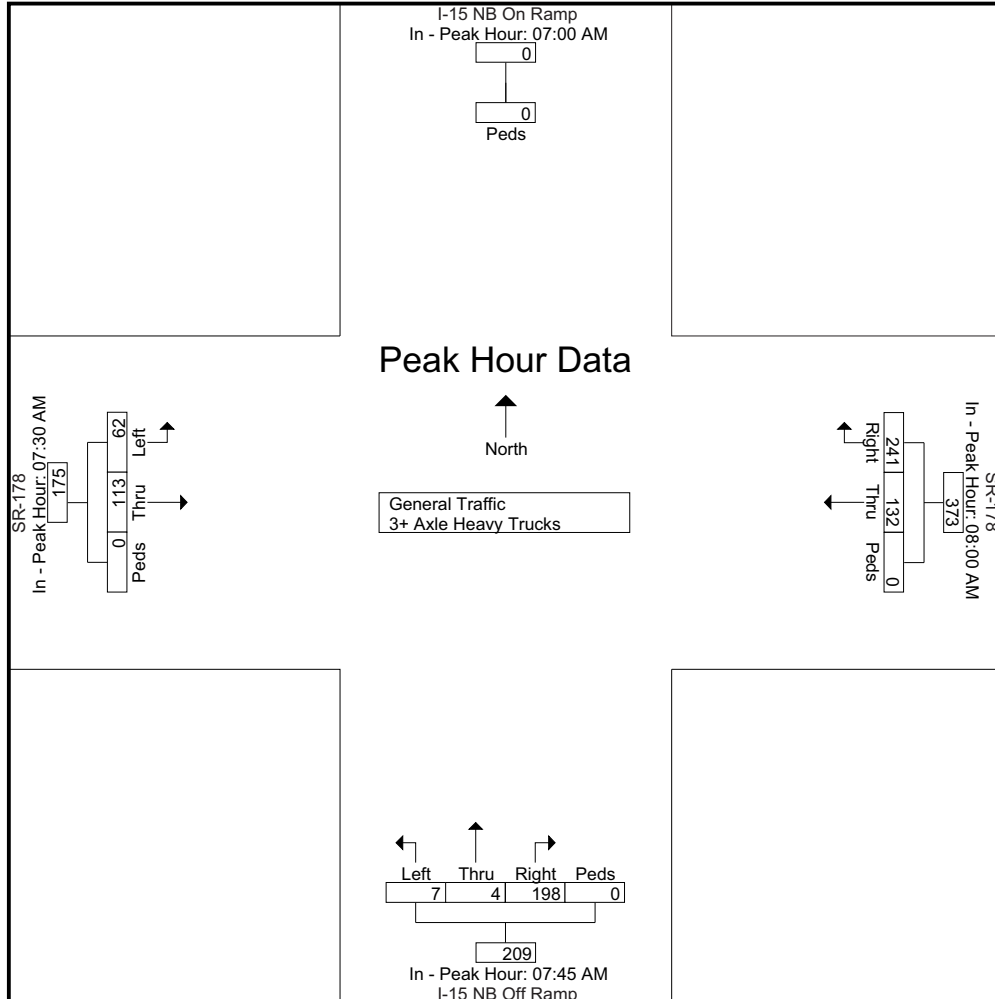 I-15 NB On Ramp
In - Peak Hour: 07:00 AM
0
0
Peds
Peak Hour Data
North
General Traffic
3+ Axle Heavy Trucks
SR-178
In - Peak Hour: 07:30 AM
175
62 113 0
Left Thru Peds
SR-178
In - Peak Hour: 08:00 AM
373
241 132 0
Right Thru Peds
Left Thru Right Peds
7 4 198 0
209
In - Peak Hour: 07:45 AM
I-15 NB Off Ramp